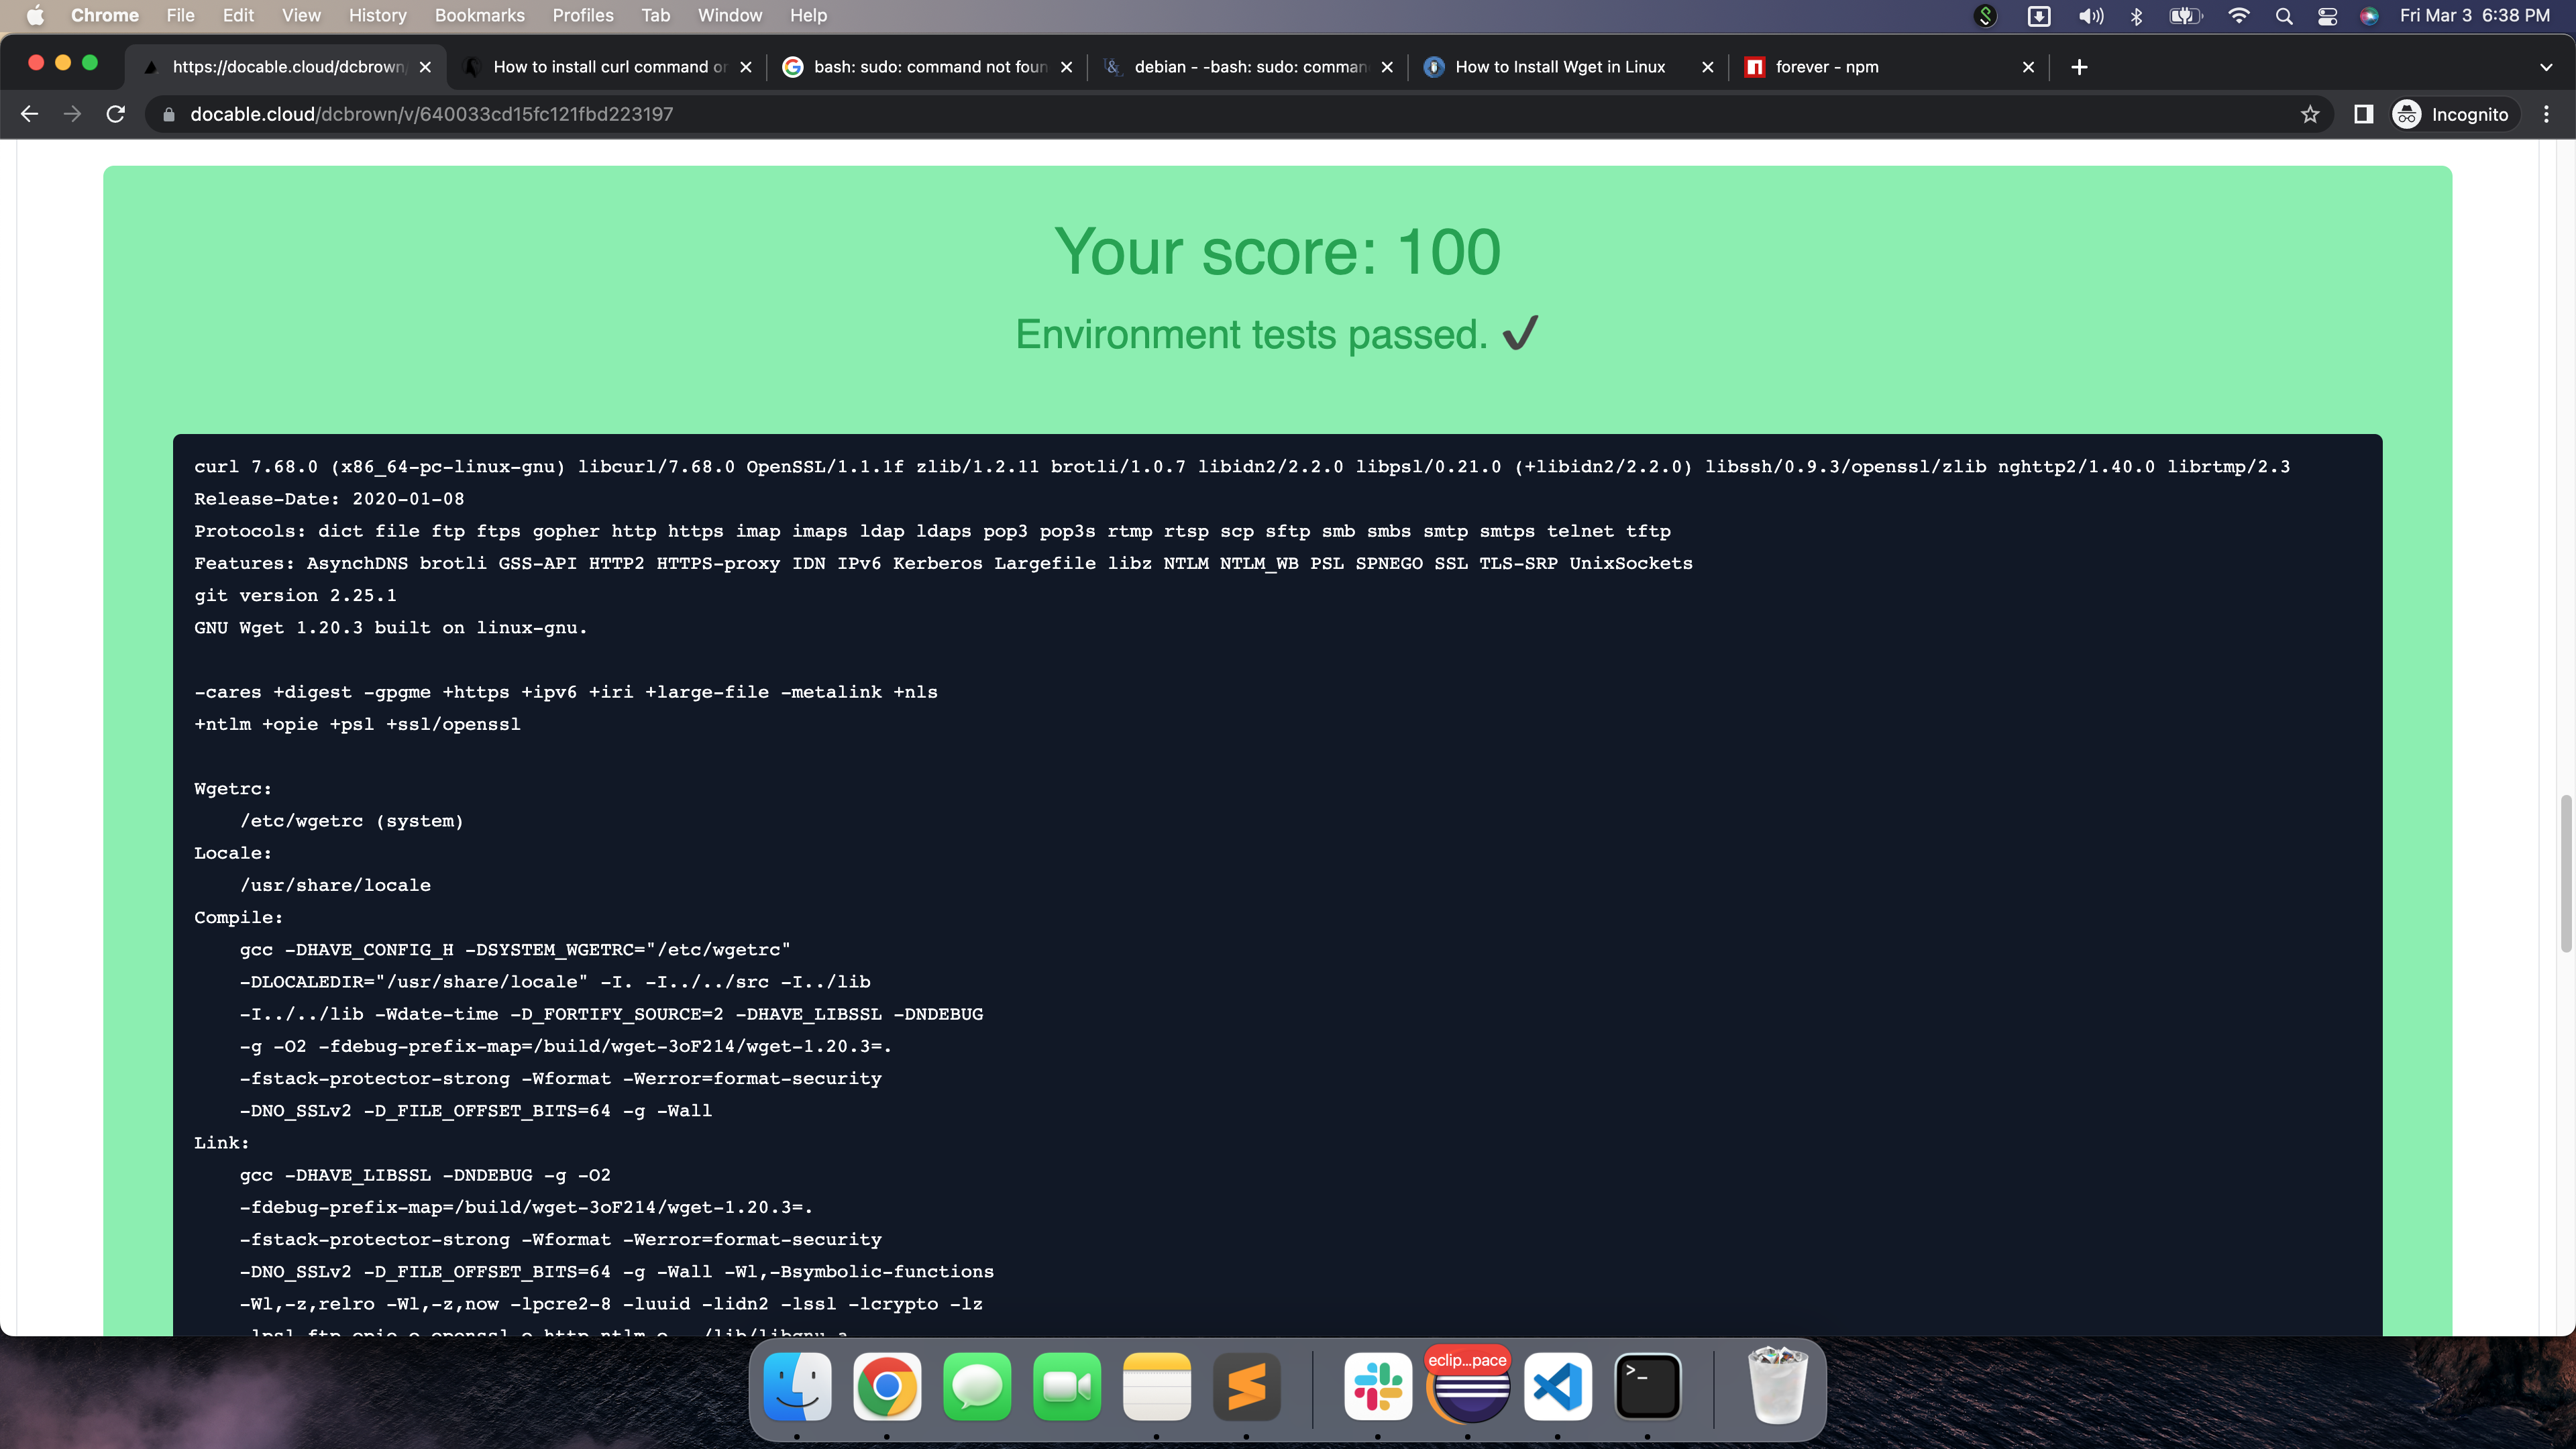 Chrome File Edit View History Bookmarks Profiles Tab Window Help Fri Mar 3 6:38 PM
https://docable.cloud/dcbrown How to install curl command or bash: sudo: command not foun debian - -bash: sudo: comman How to Install Wget in Linux forever - npm
docable.cloud/dcbrown/v/640033cd15fc121fbd223197 Incognito
Your score: 100
Environment tests passed. ✔
curl 7.68.0 (x86_64-pc-linux-gnu) libcurl/7.68.0 OpenSSL/1.1.1f zlib/1.2.11 brotli/1.0.7 libidn2/2.2.0 libpsl/0.21.0 (+libidn2/2.2.0) libssh/0.9.3/openssl/zlib nghttp2/1.40.0 librtmp/2.3
Release-Date: 2020-01-08
Protocols: dict file ftp ftps gopher http https imap imaps ldap ldaps pop3 pop3s rtmp rtsp scp sftp smb smbs smtp smtps telnet tftp
Features: AsynchDNS brotli GSS-API HTTP2 HTTPS-proxy IDN IPv6 Kerberos Largefile libz NTLM NTLM_WB PSL SPNEGO SSL TLS-SRP UnixSockets
git version 2.25.1
GNU Wget 1.20.3 built on linux-gnu.
-cares +digest -gpgme +https +ipv6 +iri +large-file -metalink +nls
+ntlm +opie +psl +ssl/openssl
Wgetrc:
/etc/wgetrc (system)
Locale:
/usr/share/locale
Compile:
gcc -DHAVE_CONFIG_H -DSYSTEM_WGETRC="/etc/wgetrc"
-DLOCALEDIR="/usr/share/locale" -I. -I../../src -I../lib
-I../../lib -Wdate-time -D_FORTIFY_SOURCE=2 -DHAVE_LIBSSL -DNDEBUG
-g -O2 -fdebug-prefix-map=/build/wget-3oF214/wget-1.20.3=.
-fstack-protector-strong -Wformat -Werror=format-security
-DNO_SSLv2 -D_FILE_OFFSET_BITS=64 -g -Wall
Link:
gcc -DHAVE_LIBSSL -DNDEBUG -g -O2
-fdebug-prefix-map=/build/wget-3oF214/wget-1.20.3=.
-fstack-protector-strong -Wformat -Werror=format-security
-DNO_SSLv2 -D_FILE_OFFSET_BITS=64 -g -Wall -Wl,-Bsymbolic-functions
-Wl,-z,relro -Wl,-z,now -lpcre2-8 -luuid -lidn2 -lssl -lcrypto -lz
-lpsl ftp-opie.o openssl.o http-ntlm.o ../lib/libgnu.a
eclip...pace